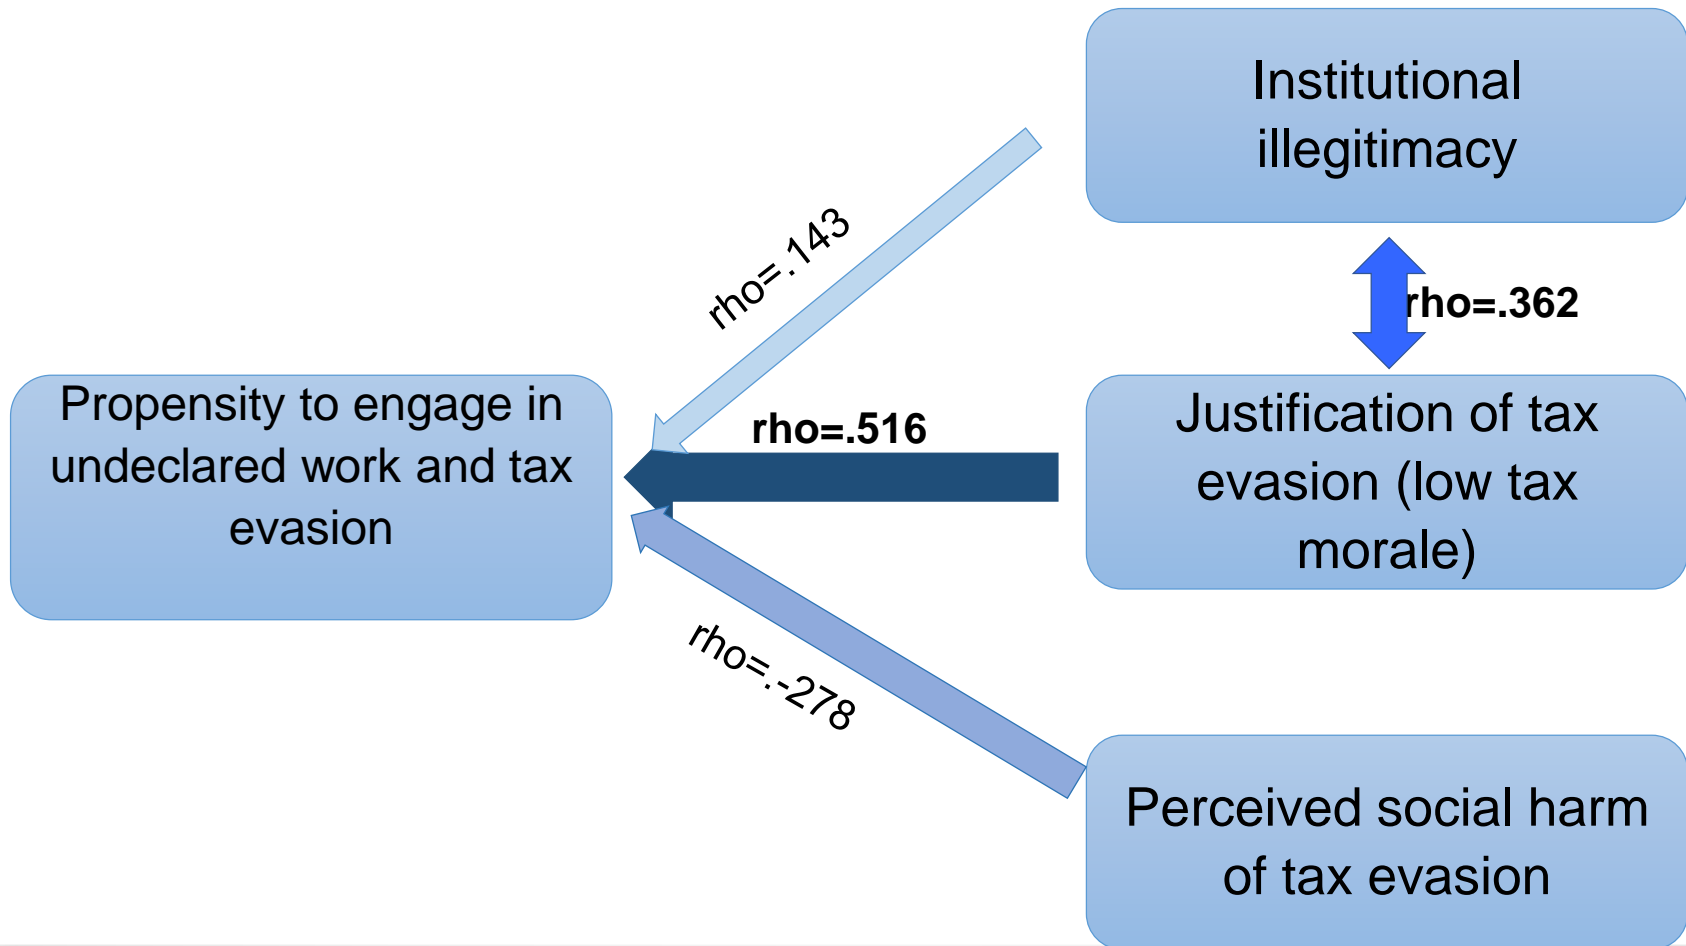 Institutional
illegitimacy
rho=.143
rho=.362
Propensity to engage in
undeclared work and tax
evasion
rho=.516
Justification of tax
evasion (low tax
morale)
rho=.-278
Perceived social harm
of tax evasion